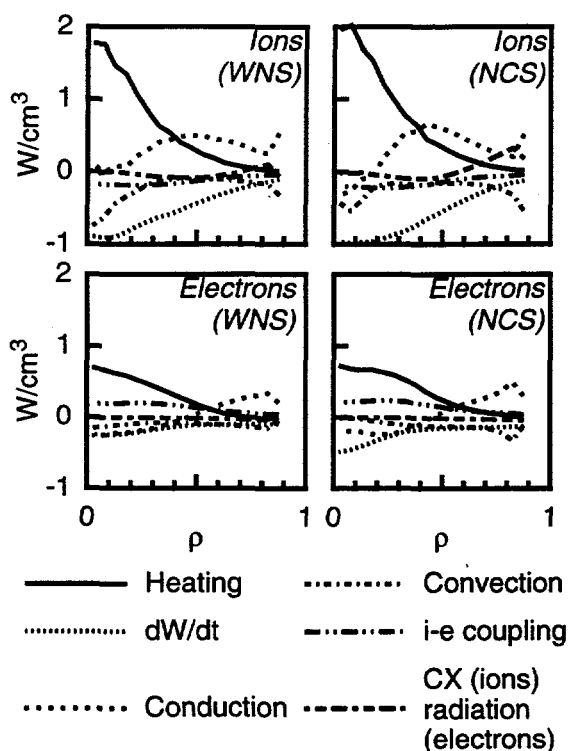 2
Ions
(WNS)
Ions
(NCS)
1
W/cm³
0
-1
2
Electrons
(WNS)
Electrons
(NCS)
1
W/cm³
0
-1
0
ρ
1
0
ρ
1
Heating
Convection
dW/dt
i-e coupling
Conduction
CX (ions)
radiation
(electrons)